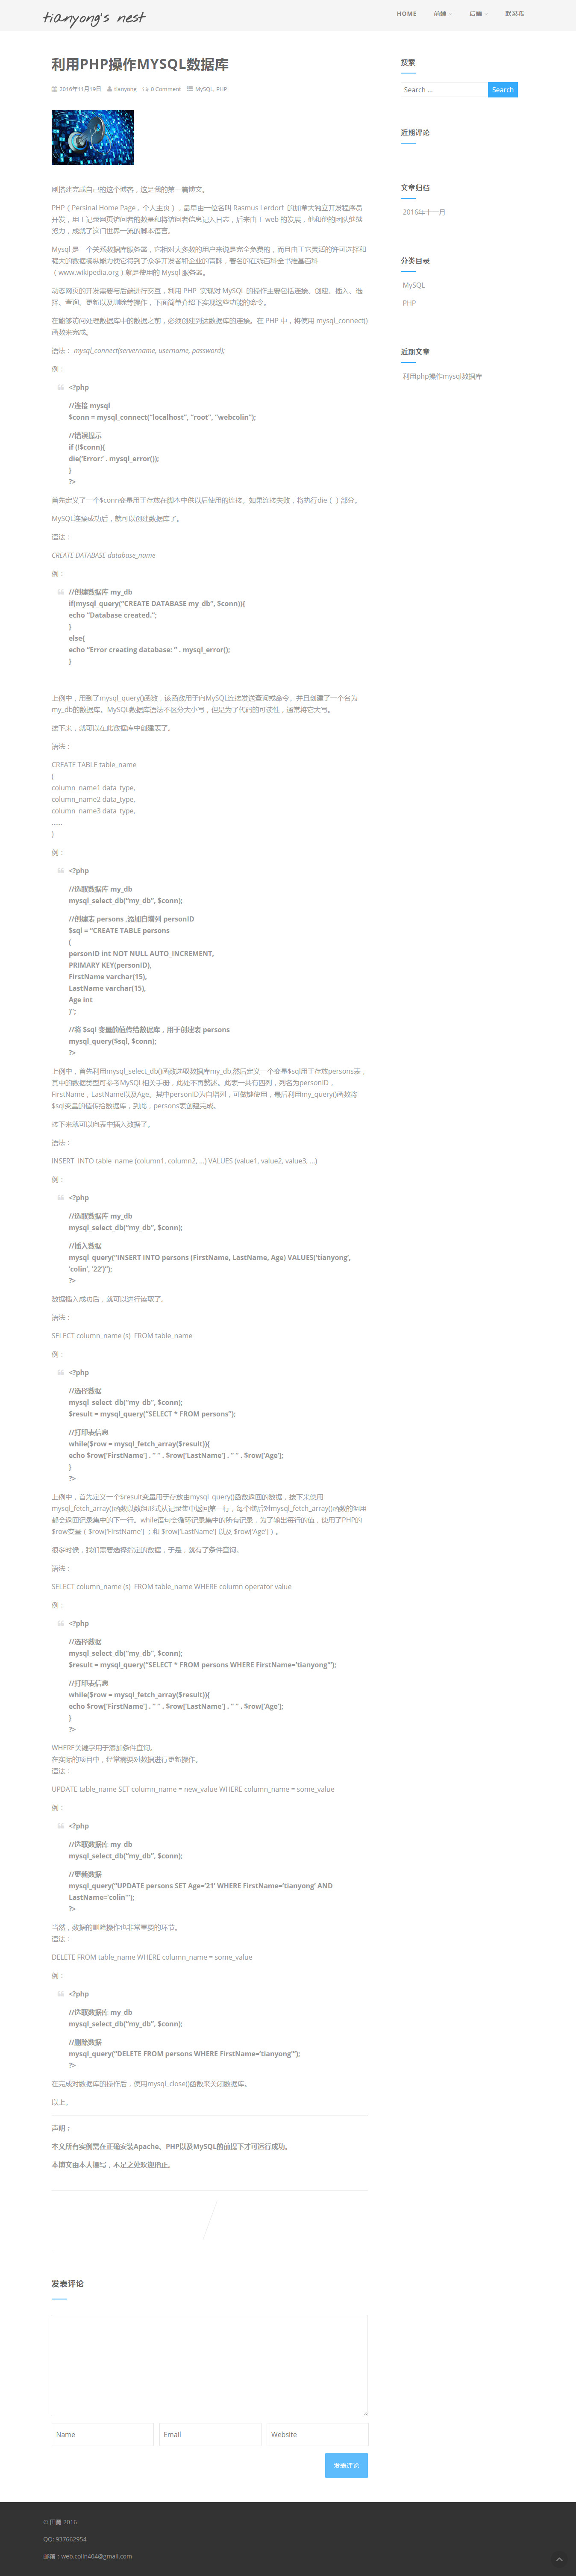 tianyong's nest
HOME 前端 后端 联系我
利用PHP操作MYSQL数据库
2016年11月19日 tianyong 0 Comment MySQL, PHP
刚搭建完成自己的这个博客，这是我的第一篇博文。
PHP（Persinal Home Page，个人主页），最早由一位名叫 Rasmus Lerdorf 的加拿大独立开发程序员
开发，用于记录网页访问者的数量和将访问者信息记入日志，后来由于 web 的发展，他和他的团队继续
努力，成就了这门世界一流的脚本语言。
Mysql 是一个关系数据库服务器，它相对大多数的用户来说是完全免费的，而且由于它灵活的许可选择和
强大的数据操纵能力使它得到了众多开发者和企业的青睐，著名的在线百科全书维基百科
（www.wikipedia.org）就是使用的 Mysql 服务器。
动态网页的开发需要与后端进行交互，利用 PHP 实现对 MySQL 的操作主要包括连接、创建、插入、选
择、查询、更新以及删除等操作，下面简单介绍下实现这些功能的命令。
在能够访问处理数据库中的数据之前，必须创建到达数据库的连接。在 PHP 中，将使用 mysql_connect()
函数来完成。
语法： mysql_connect(servername, username, password);
例：
<?php
//连接 mysql
$conn = mysql_connect(“localhost”, “root”, “webcolin”);
//错误提示
if (!$conn){
die(‘Error:’ . mysql_error());
}
?>
首先定义了一个$conn变量用于存放在脚本中供以后使用的连接。如果连接失败，将执行die（ ）部分。
MySQL连接成功后，就可以创建数据库了。
语法：
CREATE DATABASE database_name
例：
//创建数据库 my_db
if(mysql_query(“CREATE DATABASE my_db”, $conn)){
echo “Database created.”;
}
else{
echo “Error creating database: ” . mysql_error();
}
上例中，用到了mysql_query()函数，该函数用于向MySQL连接发送查询或命令。并且创建了一个名为
my_db的数据库。MySQL数据库语法不区分大小写，但是为了代码的可读性，通常将它大写。
接下来，就可以在此数据库中创建表了。
语法：
CREATE TABLE table_name
(
column_name1 data_type,
column_name2 data_type,
column_name3 data_type,
……
)
例：
<?php
//选取数据库 my_db
mysql_select_db(“my_db”, $conn);
//创建表 persons ,添加自增列 personID
$sql = “CREATE TABLE persons
(
personID int NOT NULL AUTO_INCREMENT,
PRIMARY KEY(personID),
FirstName varchar(15),
LastName varchar(15),
Age int
)”;
//将 $sql 变量的值传给数据库，用于创建表 persons
mysql_query($sql, $conn);
?>
上例中，首先利用mysql_select_db()函数选取数据库my_db,然后定义一个变量$sql用于存放persons表，
其中的数据类型可参考MySQL相关手册，此处不再整述。此表一共有四列，列名为personID，
FirstName，LastName以及Age。其中personID为自增列，可做键使用，最后利用my_query()函数将
$sql变量的值传给数据库，到此，persons表创建完成。
接下来就可以向表中插入数据了。
语法：
INSERT INTO table_name (column1, column2, …) VALUES (value1, value2, value3, …)
例：
<?php
//选取数据库 my_db
mysql_select_db(“my_db”, $conn);
//插入数据
mysql_query(“INSERT INTO persons (FirstName, LastName, Age) VALUES(‘tianyong’,
‘colin’, ’22’)”);
?>
数据插入成功后，就可以进行读取了。
语法：
SELECT column_name (s) FROM table_name
例：
<?php
//选择数据
mysql_select_db(“my_db”, $conn);
$result = mysql_query(“SELECT * FROM persons”);
//打印表信息
while($row = mysql_fetch_array($result)){
echo $row[‘FirstName’] . ” ” . $row[‘LastName’] . ” ” . $row[‘Age’];
}
?>
上例中，首先定义一个$result变量用于存放由mysql_query()函数返回的数据，接下来使用
mysql_fetch_array()函数以数组形式从记录集中返回第一行，每个随后对mysql_fetch_array()函数的调用
都会返回记录集中的下一行。while语句会循环记录集中的所有记录，为了输出每行的值，使用了PHP的
$row变量（ $row[‘FirstName’] ；和 $row[‘LastName’] 以及 $row[‘Age’] ）。
很多时候，我们需要选择指定的数据，于是，就有了条件查询。
语法：
SELECT column_name (s) FROM table_name WHERE column operator value
例：
<?php
//选择数据
mysql_select_db(“my_db”, $conn);
$result = mysql_query(“SELECT * FROM persons WHERE FirstName=‘tianyong’”);
//打印表信息
while($row = mysql_fetch_array($result)){
echo $row[‘FirstName’] . ” ” . $row[‘LastName’] . ” ” . $row[‘Age’];
}
?>
WHERE关键字用于添加条件查询。
在实际的项目中，经常需要对数据进行更新操作。
语法：
UPDATE table_name SET column_name = new_value WHERE column_name = some_value
例：
<?php
//选取数据库 my_db
mysql_select_db(“my_db”, $conn);
//更新数据
mysql_query(“UPDATE persons SET Age=’21’ WHERE FirstName=‘tianyong’ AND
LastName=‘colin’”);
?>
当然，数据的删除操作也非常重要的环节。
语法：
DELETE FROM table_name WHERE column_name = some_value
例：
<?php
//选取数据库 my_db
mysql_select_db(“my_db”, $conn);
//删除数据
mysql_query(“DELETE FROM persons WHERE FirstName=‘tianyong’”);
?>
在完成对数据库的操作后，使用mysql_close()函数来关闭数据库。
以上。
声明：
本文所有实例需在正确安装Apache、PHP以及MySQL的前提下才可运行成功。
本博文由本人撰写，不足之处欢迎指正。
发表评论
Name Email Website
发表评论
搜索
Search … Search
近期评论
文章归档
2016年十一月
分类目录
MySQL
PHP
近期文章
利用php操作mysql数据库
© 田勇 2016
QQ: 937662954
邮箱：web.colin404@gmail.com